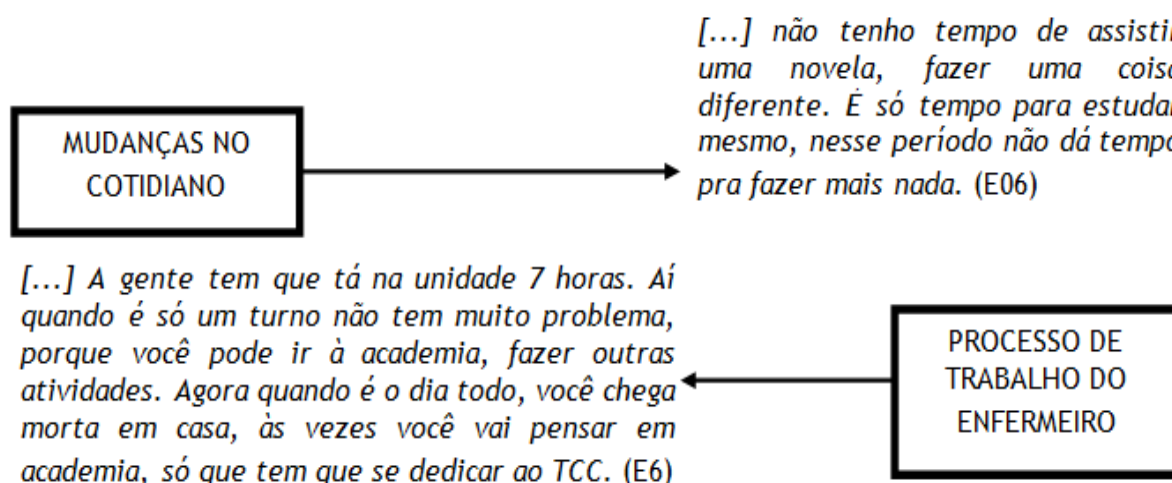 MUDANÇAS NO
COTIDIANO
[...] não tenho tempo de assistir
uma novela, fazer uma coisa
diferente. É só tempo para estudar
mesmo, nesse período não dá tempo
pra fazer mais nada. (E06)
[...] A gente tem que tá na unidade 7 horas. Aí
quando é só um turno não tem muito problema,
porque você pode ir à academia, fazer outras
atividades. Agora quando é o dia todo, você chega
morta em casa, às vezes você vai pensar em
academia, só que tem que se dedicar ao TCC. (E6)
PROCESSO DE
TRABALHO DO
ENFERMEIRO